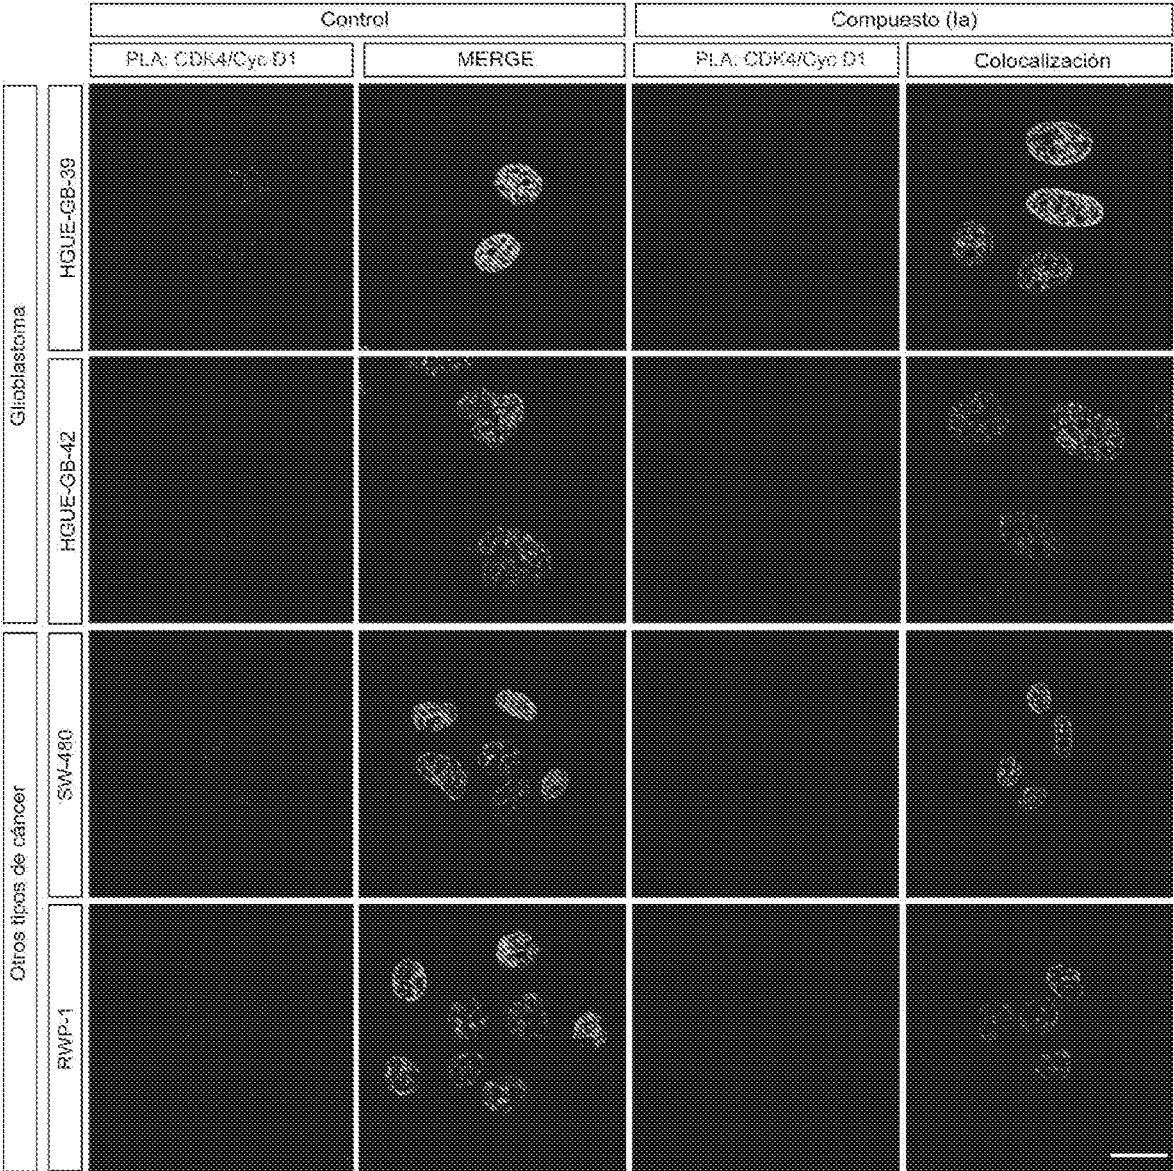 Control
Compuesto (Ia)
PLA: CDK4/Cyc D1
MERGE
PLA: CDK4/Cyc D1
Colocalización
Glioblastoma
HGUE-GB-39
HGUE-GB-42
Otros tipos de cáncer
SW-480
RWP-1